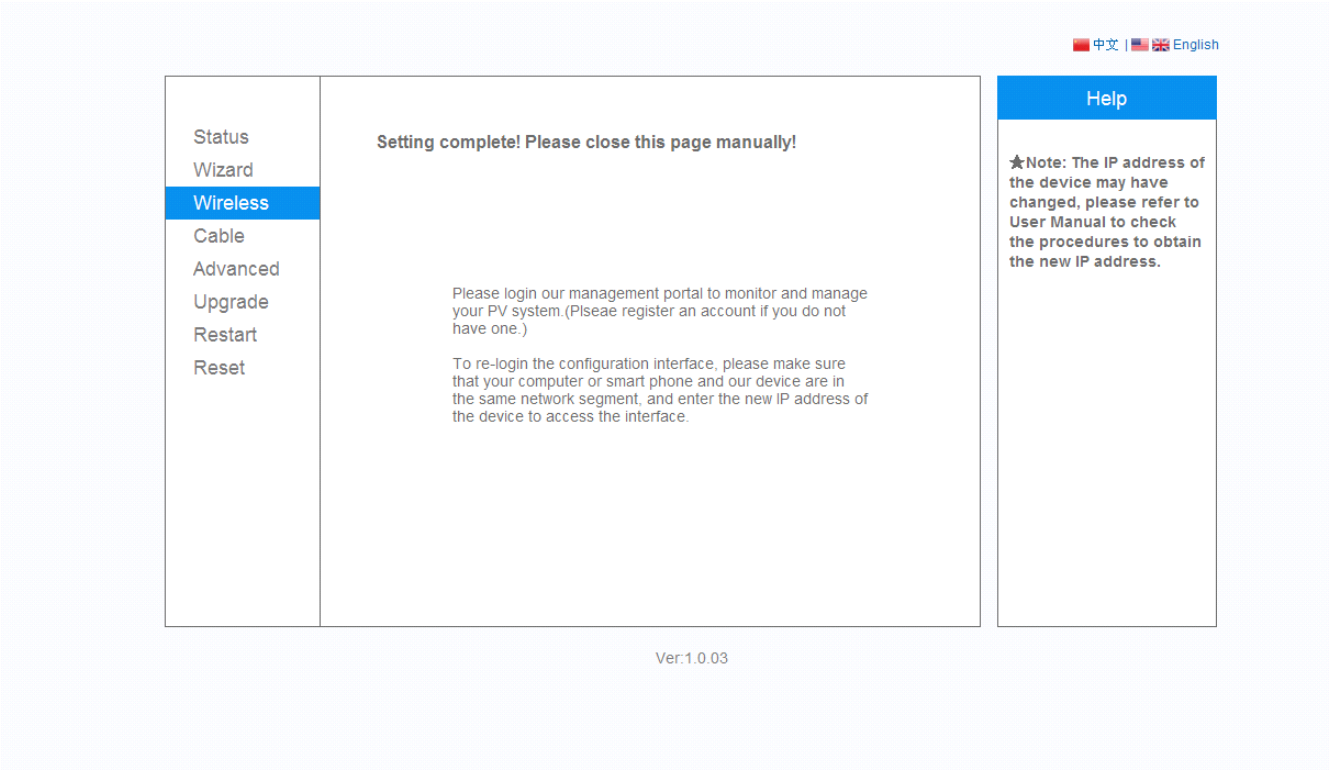 中文 | English
Status
Wizard
Wireless
Cable
Advanced
Upgrade
Restart
Reset
Setting complete! Please close this page manually!
Please login our management portal to monitor and manage
your PV system.(Plseae register an account if you do not
have one.)
To re-login the configuration interface, please make sure
that your computer or smart phone and our device are in
the same network segment, and enter the new IP address of
the device to access the interface.
Help
★Note: The IP address of
the device may have
changed, please refer to
User Manual to check
the procedures to obtain
the new IP address.
Ver:1.0.03